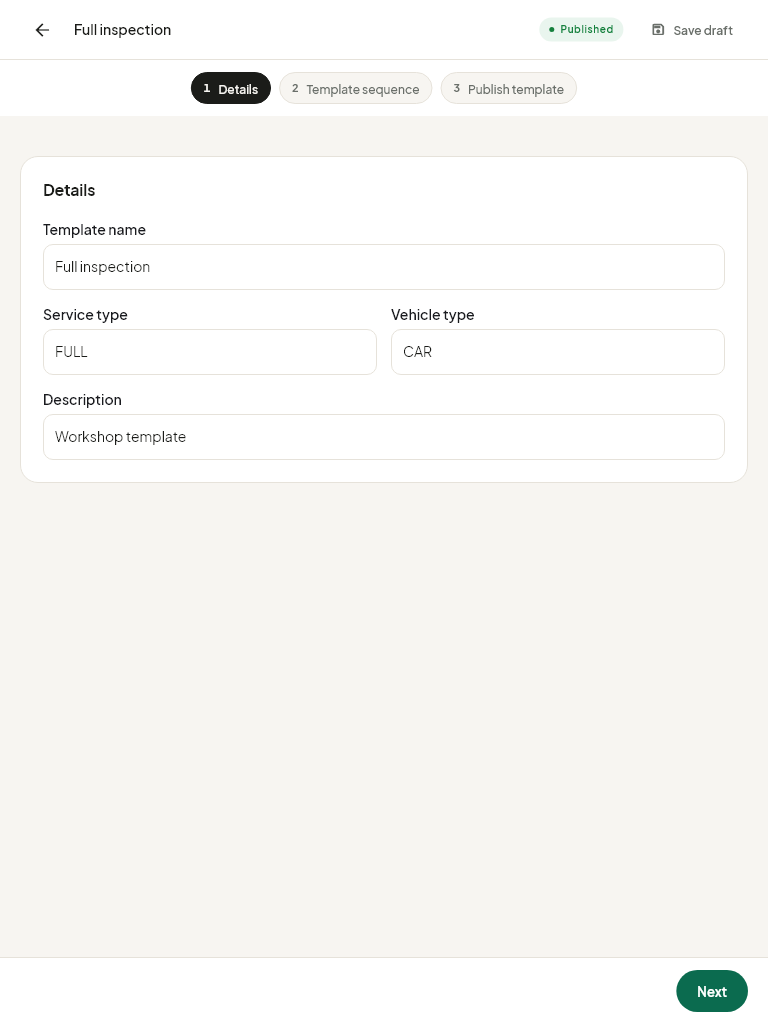 Full inspection
Published
Save draft
1 Details
2 Template sequence
3 Publish template
Details
Template name
Full inspection
Service type
Vehicle type
FULL
CAR
Description
Workshop template
Next